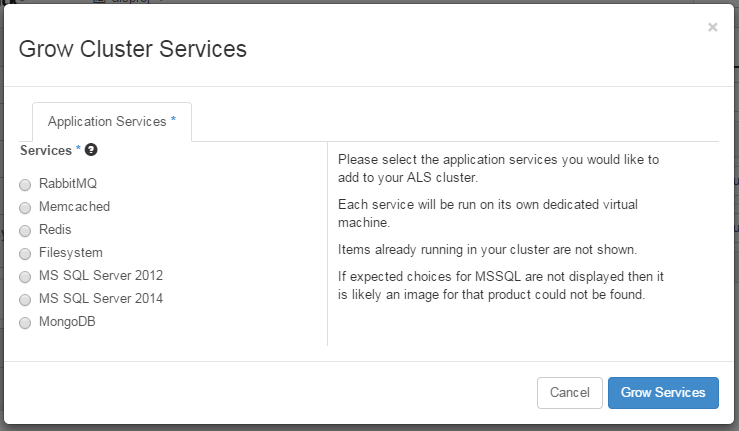 Grow Cluster Services
×
Application Services *
Services * ?
RabbitMQ
Memcached
Redis
Filesystem
MS SQL Server 2012
MS SQL Server 2014
MongoDB
Please select the application services you would like to
add to your ALS cluster.
Each service will be run on its own dedicated virtual
machine.
Items already running in your cluster are not shown.
If expected choices for MSSQL are not displayed then it
is likely an image for that product could not be found.
Cancel
Grow Services